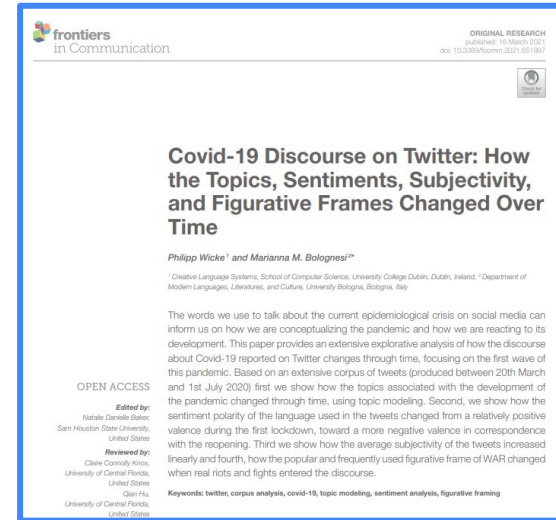 frontiers
in Communication
ORIGINAL RESEARCH
published: 16 March 2021
doi: 10.3389/fcomm.2021.651997
Check for
updates
Covid-19 Discourse on Twitter: How
the Topics, Sentiments, Subjectivity,
and Figurative Frames Changed Over
Time
Philipp Wicke 1 and Marianna M. Bolognesi 2*
1 Creative Language Systems, School of Computer Science, University College Dublin, Dublin, Ireland, 2 Department of
Modern Languages, Literatures, and Culture, University Bologna, Bologna, Italy
The words we use to talk about the current epidemiological crisis on social media can
inform us on how we are conceptualizing the pandemic and how we are reacting to its
development. This paper provides an extensive explorative analysis of how the discourse
about Covid-19 reported on Twitter changes through time, focusing on the first wave of
this pandemic. Based on an extensive corpus of tweets (produced between 20th March
and 1st July 2020) first we show how the topics associated with the development of
the pandemic changed through time, using topic modeling. Second, we show how the
sentiment polarity of the language used in the tweets changed from a relatively positive
valence during the first lockdown, toward a more negative valence in correspondence
with the reopening. Third we show how the average subjectivity of the tweets increased
linearly and fourth, how the popular and frequently used figurative frame of WAR changed
when real riots and fights entered the discourse.
Keywords: twitter, corpus analysis, covid-19, topic modeling, sentiment analysis, figurative framing
OPEN ACCESS
Edited by:
Natalie Danielle Baker,
Sam Houston State University,
United States
Reviewed by:
Claire Connolly Knox,
University of Central Florida,
United States
Qian Hu,
University of Central Florida,
United States